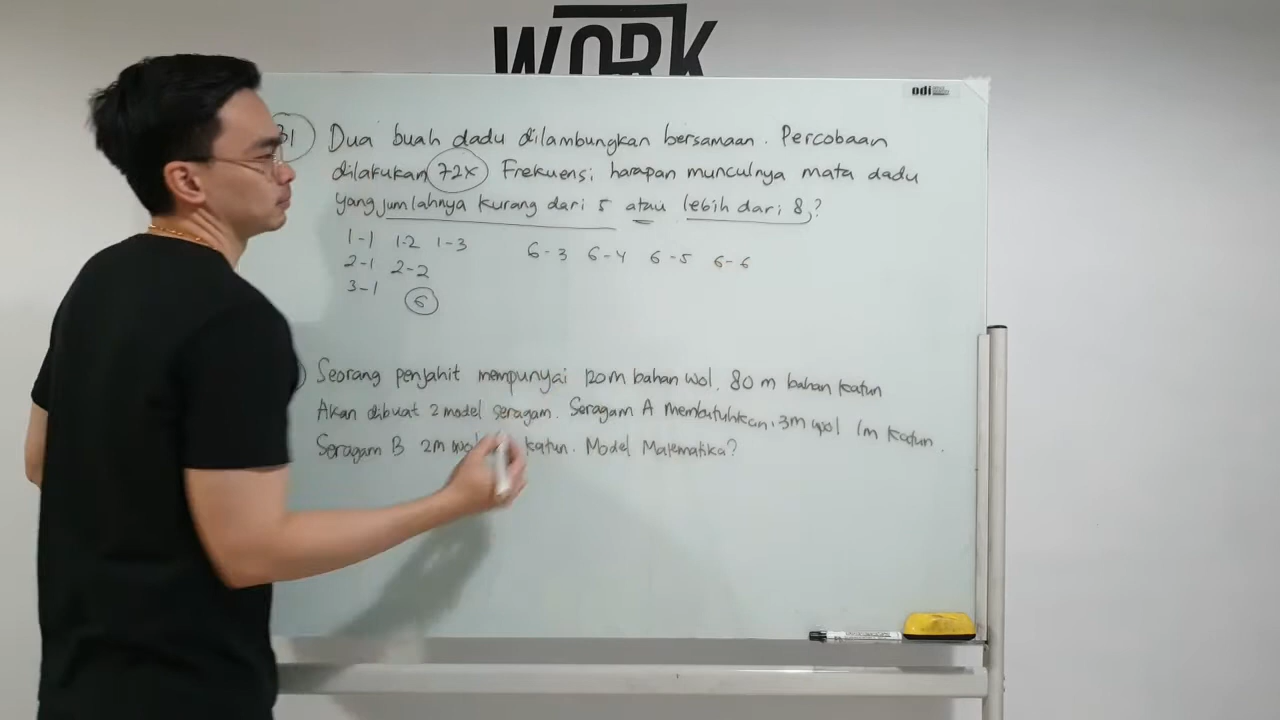 WORK
odi
31 Dua buah dadu dilambungkan bersamaan. Percobaan
dilakukan 72x Frekuensi harapan munculnya mata dadu
yang jumlahnya kurang dari 5 atau lebih dari 8,?
1-1 1-2 1-3
2-1 2-2
3-1
6
6-3 6-4 6-5 6-6
Seorang penjahit mempunyai 120m bahan wol, 80 m bahan katun
Akan dibuat 2 model seragam. Seragam A membutuhkan 3m wol 1m katun.
Seragam B 2m katun. Model Matematika?